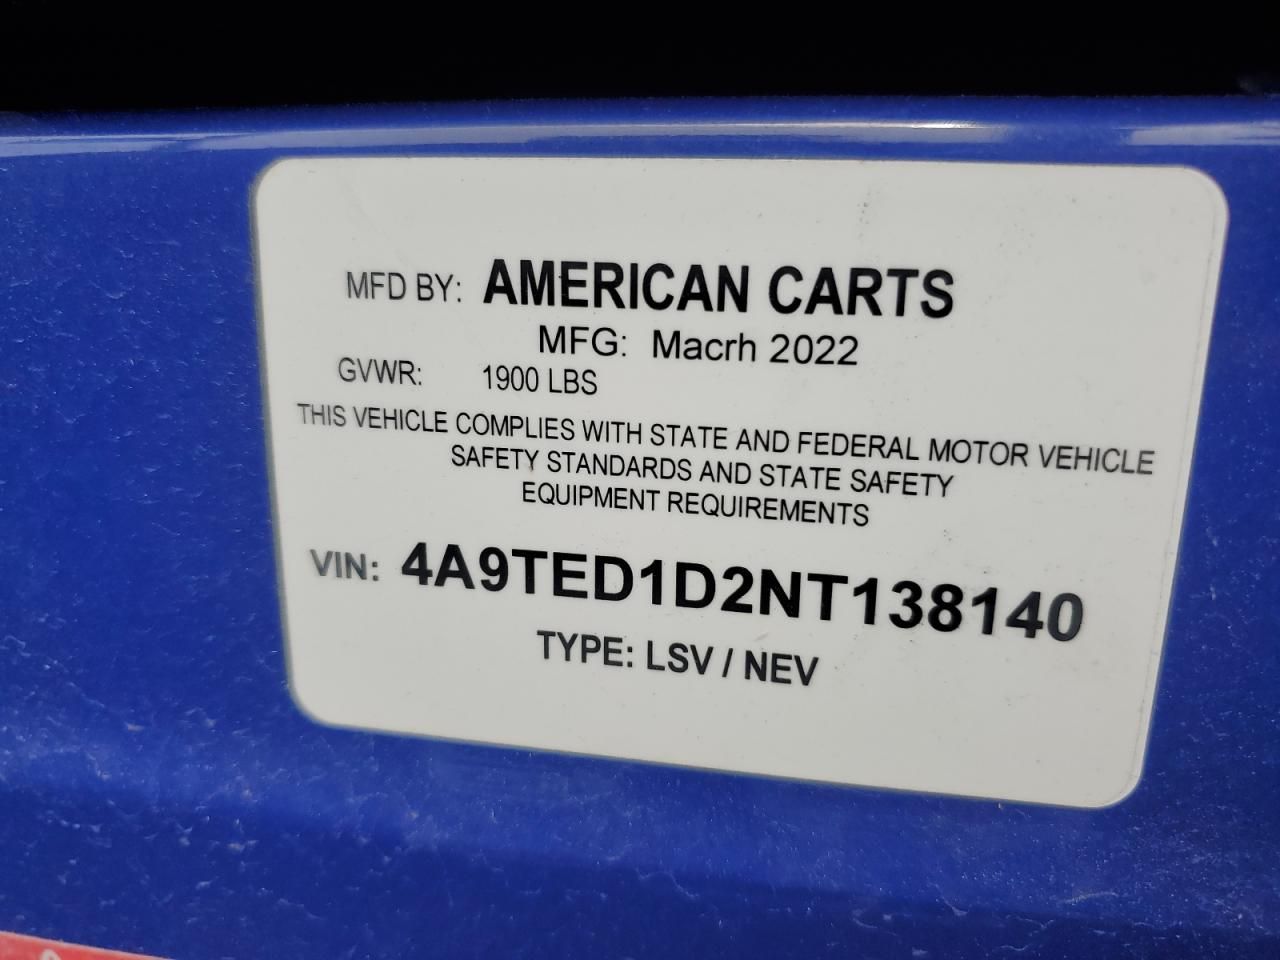 MFD BY: AMERICAN CARTS
MFG: Macrh 2022
GVWR: 1900 LBS
THIS VEHICLE COMPLIES WITH STATE AND FEDERAL MOTOR VEHICLE
SAFETY STANDARDS AND STATE SAFETY
EQUIPMENT REQUIREMENTS
VIN: 4A9TED1D2NT138140
TYPE: LSV / NEV